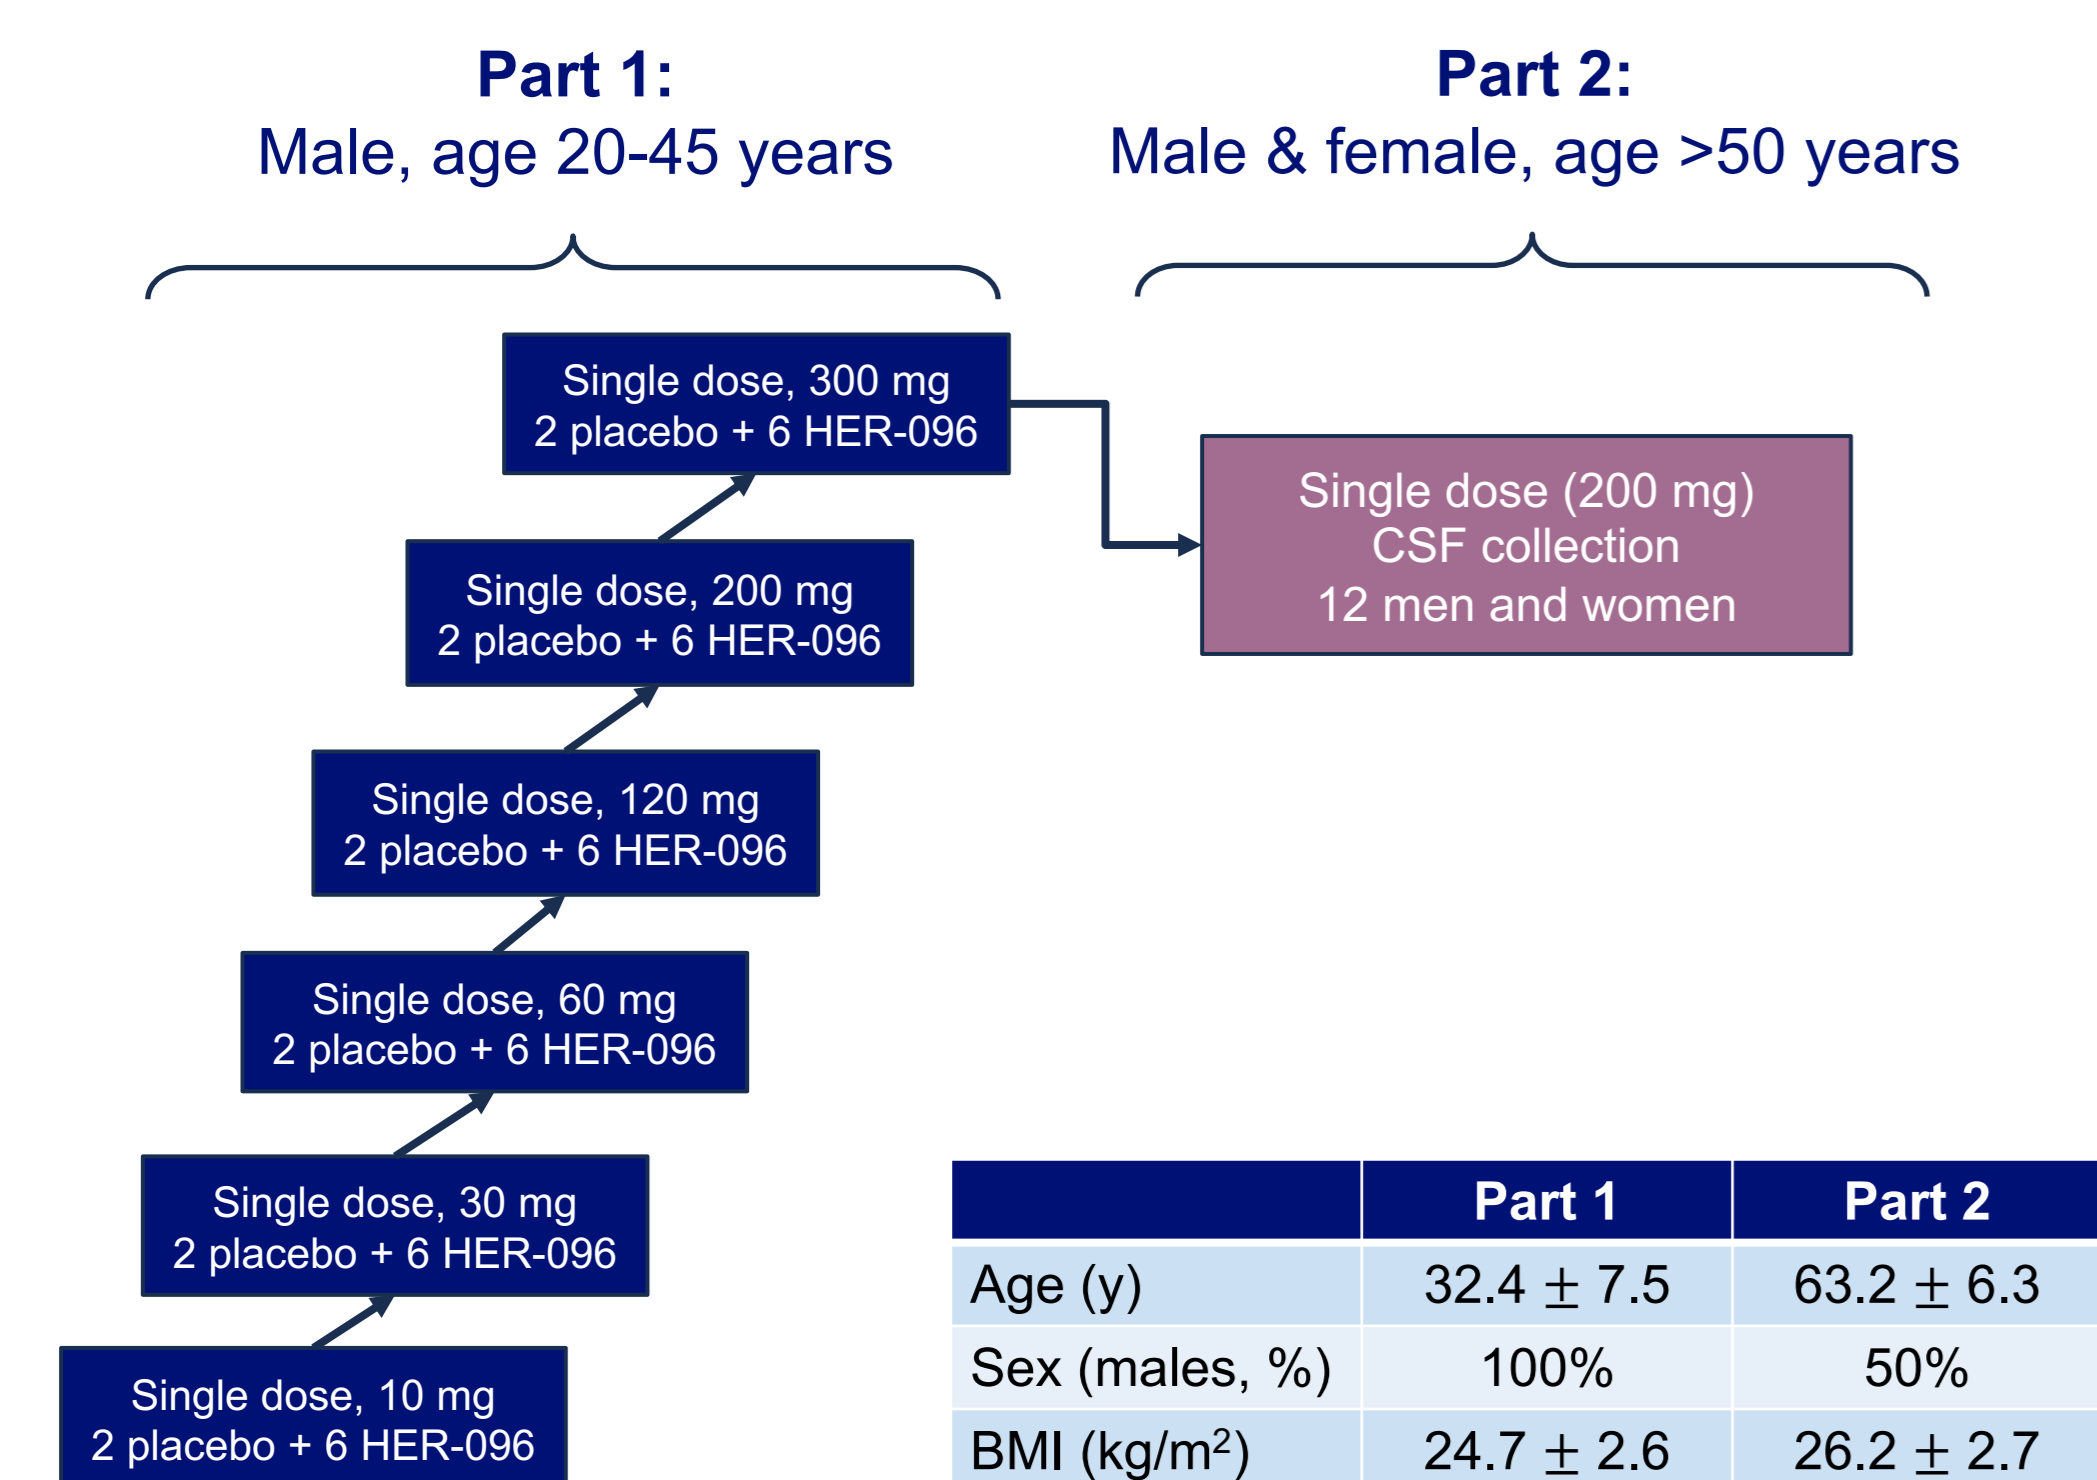 Part 1:
Male, age 20-45 years
Part 2:
Male & female, age >50 years
Single dose, 300 mg
2 placebo + 6 HER-096
Single dose (200 mg)
CSF collection
12 men and women
Single dose, 200 mg
2 placebo + 6 HER-096
Single dose, 120 mg
2 placebo + 6 HER-096
Single dose, 60 mg
2 placebo + 6 HER-096
Single dose, 30 mg
2 placebo + 6 HER-096
Single dose, 10 mg
2 placebo + 6 HER-096
Part 1 Part 2
Age (y) 32.4 ± 7.5 63.2 ± 6.3
Sex (males, %) 100% 50%
BMI (kg/m²) 24.7 ± 2.6 26.2 ± 2.7